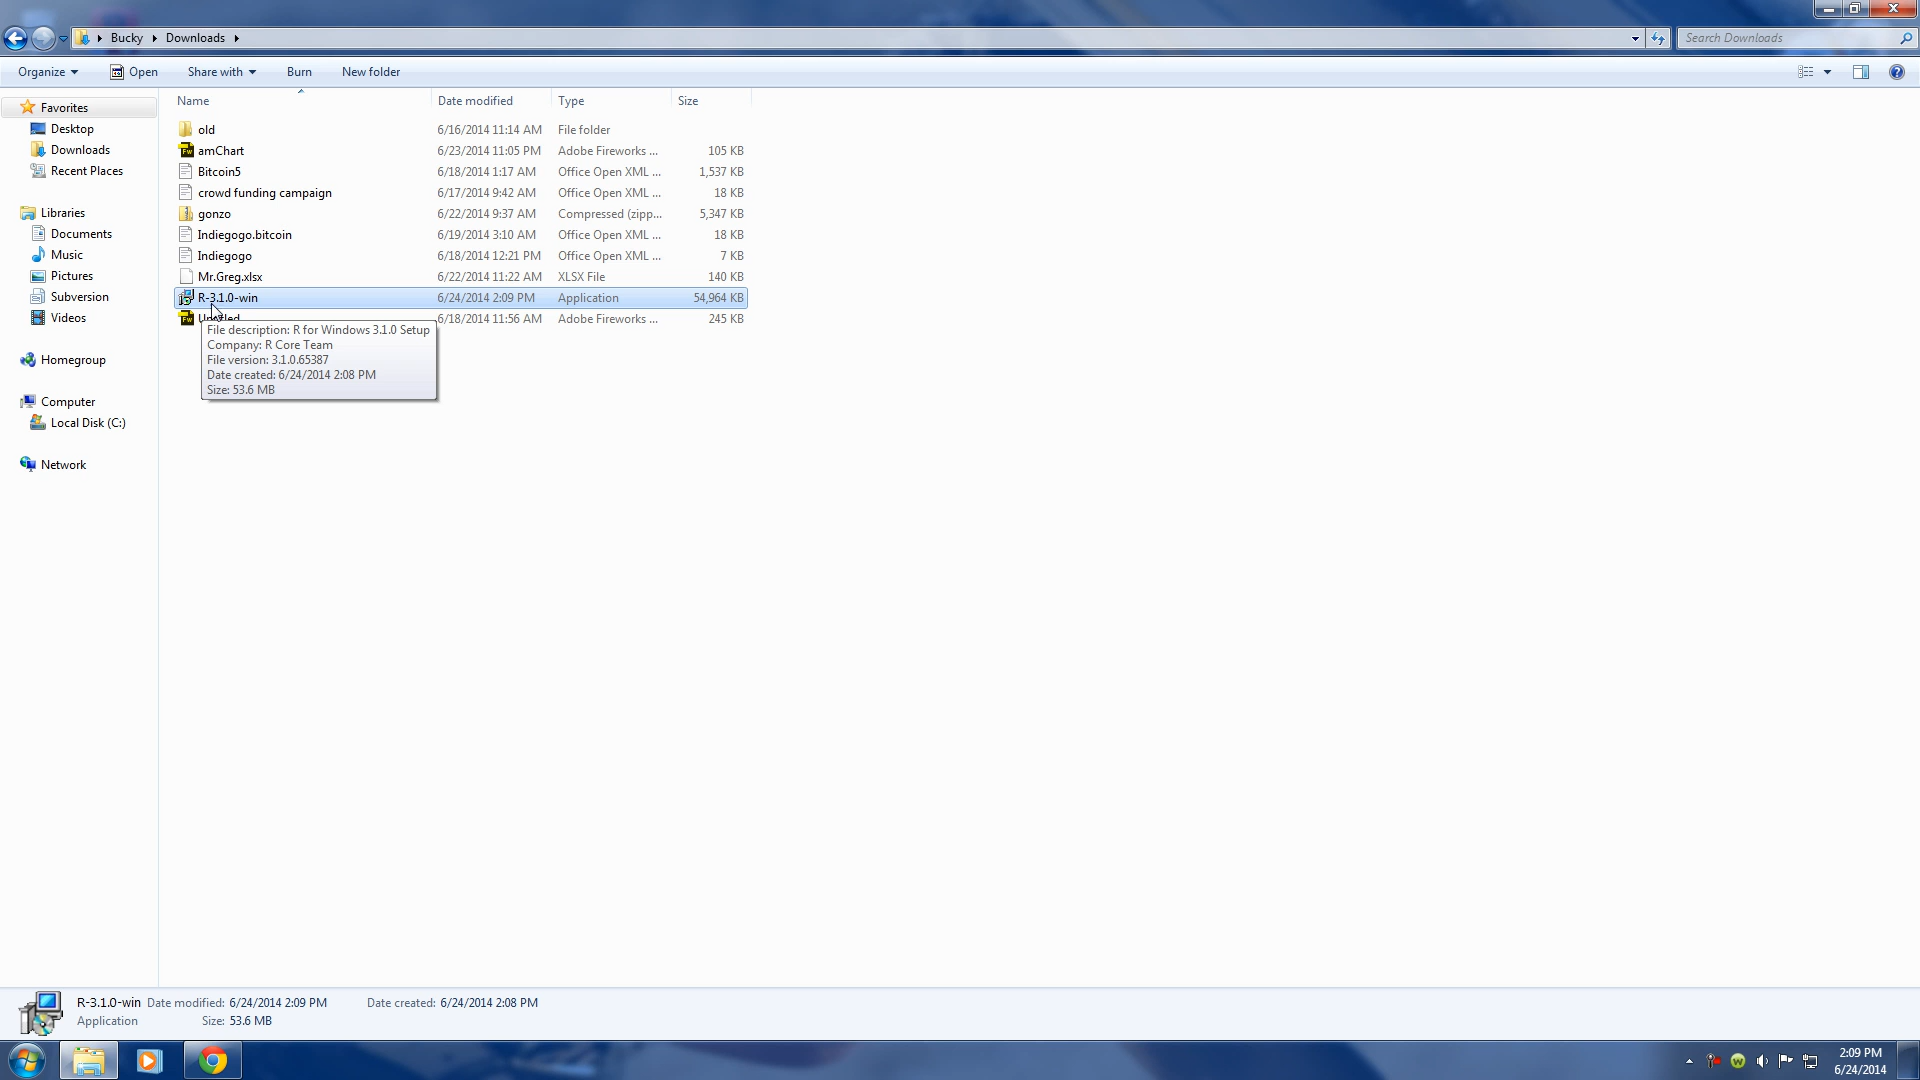 Bucky Downloads
Search Downloads
Organize Open Share with Burn New folder
Name Date modified Type Size
Favorites
Desktop
Downloads
Recent Places
Libraries
Documents
Music
Pictures
Subversion
Videos
Homegroup
Computer
Local Disk (C:)
Network
old 6/16/2014 11:14 AM File folder
amChart 6/23/2014 11:05 PM Adobe Fireworks ... 105 KB
Bitcoin5 6/18/2014 1:17 AM Office Open XML ... 1,537 KB
crowd funding campaign 6/17/2014 9:42 AM Office Open XML ... 18 KB
gonzo 6/22/2014 9:37 AM Compressed (zipp... 5,347 KB
Indiegogo.bitcoin 6/19/2014 3:10 AM Office Open XML ... 18 KB
Indiegogo 6/18/2014 12:21 PM Office Open XML ... 7 KB
Mr.Greg.xlsx 6/22/2014 11:22 AM XLSX File 140 KB
R-3.1.0-win 6/24/2014 2:09 PM Application 54,964 KB
Untitled 6/18/2014 11:56 AM Adobe Fireworks ... 245 KB
File description: R for Windows 3.1.0 Setup
Company: R Core Team
File version: 3.1.0.65387
Date created: 6/24/2014 2:08 PM
Size: 53.6 MB
R-3.1.0-win Date modified: 6/24/2014 2:09 PM Date created: 6/24/2014 2:08 PM
Application Size: 53.6 MB
2:09 PM
6/24/2014